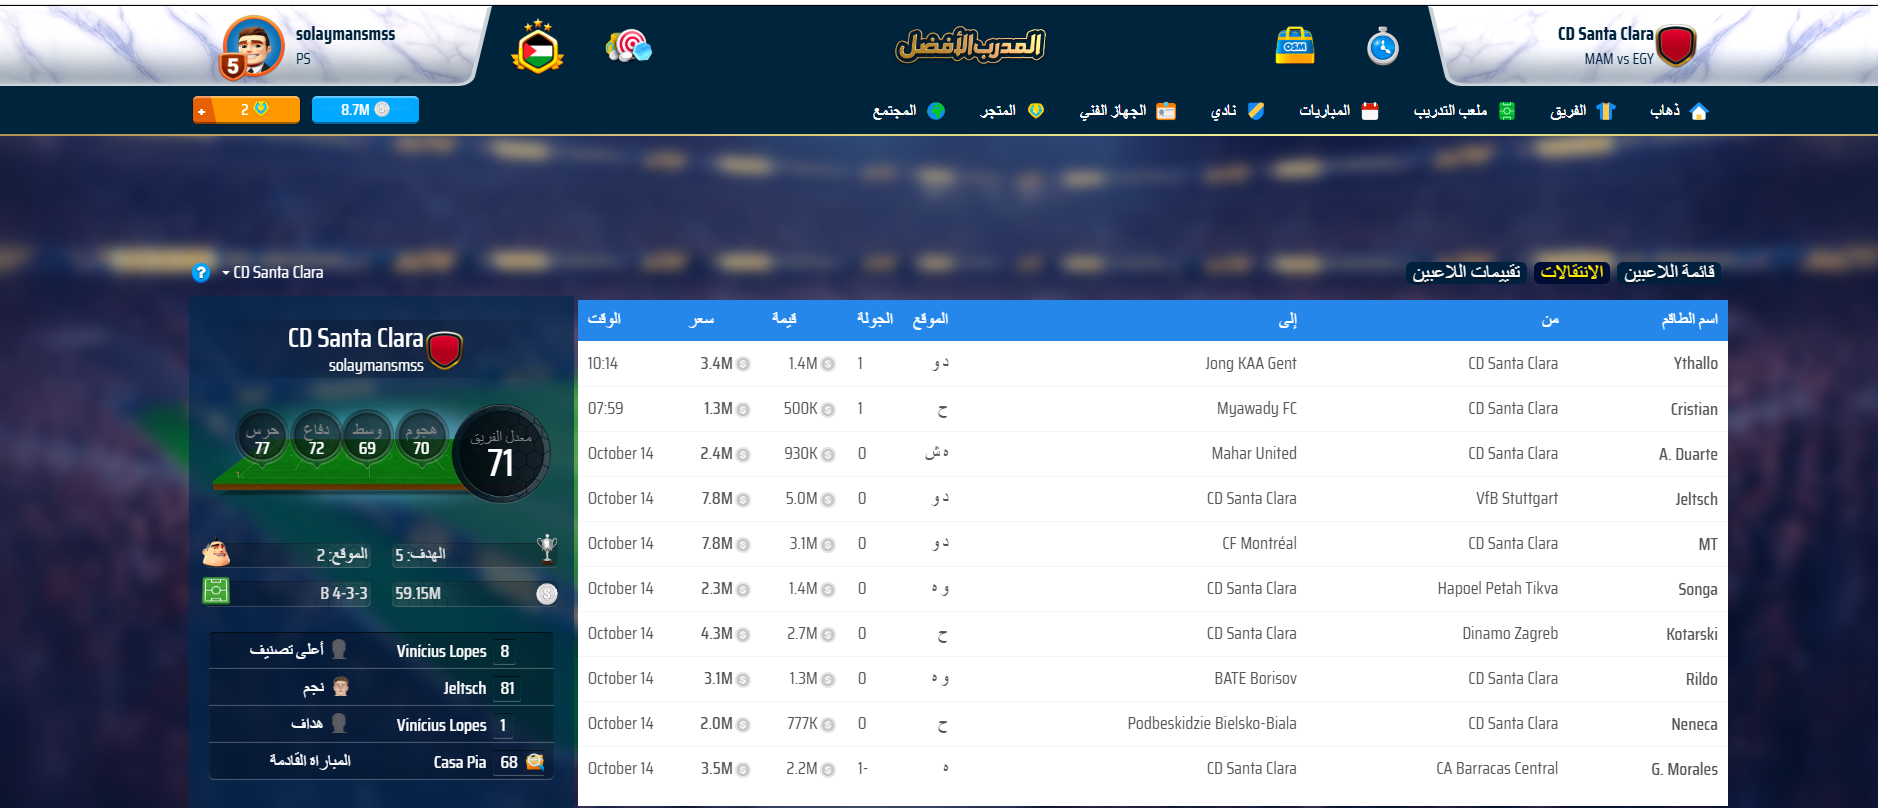 CD Santa Clara
MAM vs EGY
OSM
المدرب الأفضل
solaymansmss
PS
5
ذهاب
الفريق
ملعب التدريب
المباريات
نادي
الجهاز الفني
المتجر
المجتمع
8.7M
2 +
قائمة اللاعبين الانتقالات تقييمات اللاعبين
CD Santa Clara ?
اسم الطاقم من إلى الموقع الجولة قيمة سعر الوقت
Ythallo CD Santa Clara Jong KAA Gent د و 1 1.4M 3.4M 10:14
Cristian CD Santa Clara Myawady FC ح 1 500K 1.3M 07:59
A. Duarte CD Santa Clara Mahar United ه ش 0 930K 2.4M October 14
Jeltsch VfB Stuttgart CD Santa Clara د و 0 5.0M 7.8M October 14
MT CD Santa Clara CF Montréal د و 0 3.1M 7.8M October 14
Songa Hapoel Petah Tikva CD Santa Clara و ه 0 1.4M 2.3M October 14
Kotarski Dinamo Zagreb CD Santa Clara ح 0 2.7M 4.3M October 14
Rildo CD Santa Clara BATE Borisov و ه 0 1.3M 3.1M October 14
Neneca CD Santa Clara Podbeskidzie Bielsko-Biala ح 0 777K 2.0M October 14
G. Morales CA Barracas Central CD Santa Clara ه 1- 2.2M 3.5M October 14
CD Santa Clara
solaymansmss
معدل الفريق
71
هجوم 70
وسط 69
دفاع 72
حرس 77
الهدف: 5
الموقع: 2
59.15M
4-3-3 B
8 Vinícius Lopes أعلى تصنيف
81 Jeltsch نجم
1 Vinícius Lopes هداف
68 Casa Pia المباراة القادمة